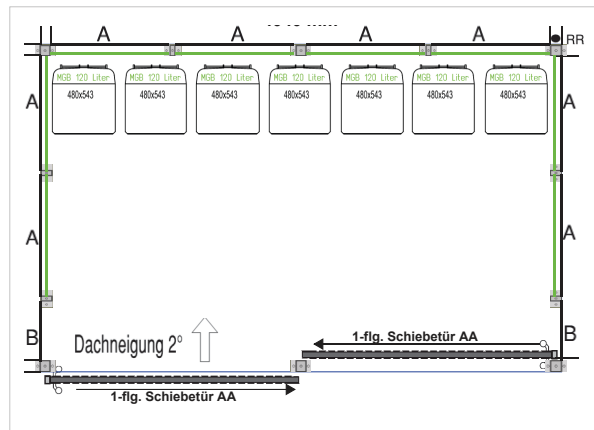 A A A A
RR
MGB 120 Liter MGB 120 Liter MGB 120 Liter MGB 120 Liter MGB 120 Liter MGB 120 Liter MGB 120 Liter
480x543 480x543 480x543 480x543 480x543 480x543 480x543
A A
A A
B Dachneigung 2° 1-flg. Schiebetür AA B
1-flg. Schiebetür AA